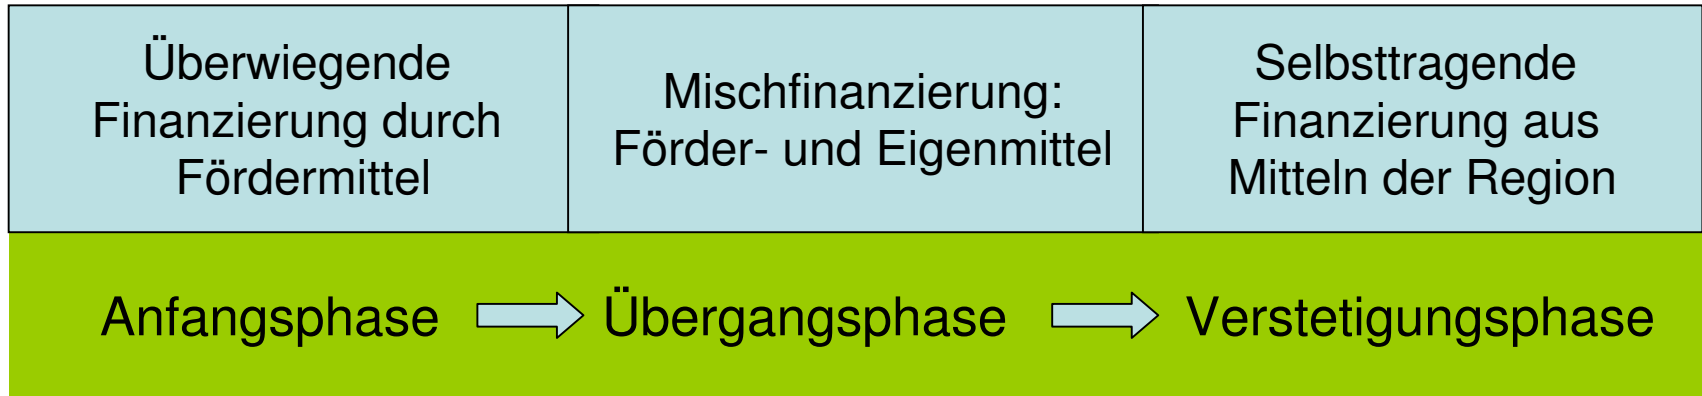 Überwiegende
Finanzierung durch
Fördermittel
Mischfinanzierung:
Förder- und Eigenmittel
Selbsttragende
Finanzierung aus
Mitteln der Region
Anfangsphase
Übergangsphase
Verstetigungsphase